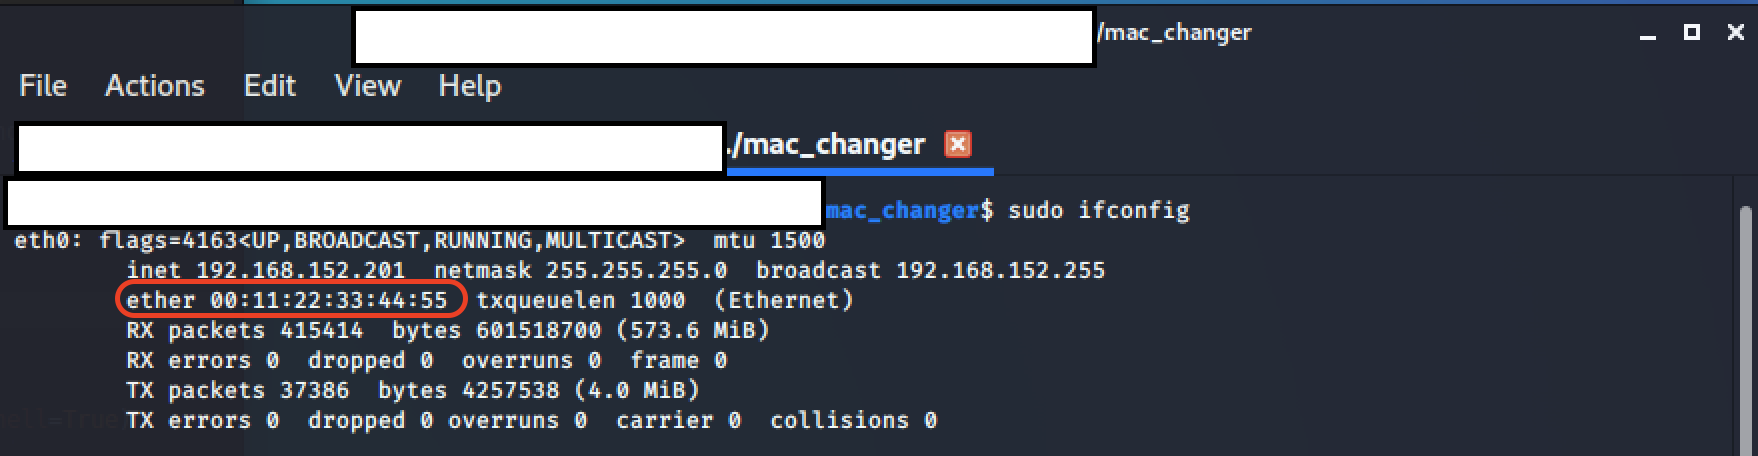 /mac_changer
File Actions Edit View Help
./mac_changer
mac_changer$ sudo ifconfig
eth0: flags=4163<UP,BROADCAST,RUNNING,MULTICAST>  mtu 1500
inet 192.168.152.201  netmask 255.255.255.0  broadcast 192.168.152.255
ether 00:11:22:33:44:55  txqueuelen 1000  (Ethernet)
RX packets 415414  bytes 601518700 (573.6 MiB)
RX errors 0  dropped 0  overruns 0  frame 0
TX packets 37386  bytes 4257538 (4.0 MiB)
TX errors 0  dropped 0 overruns 0  carrier 0  collisions 0